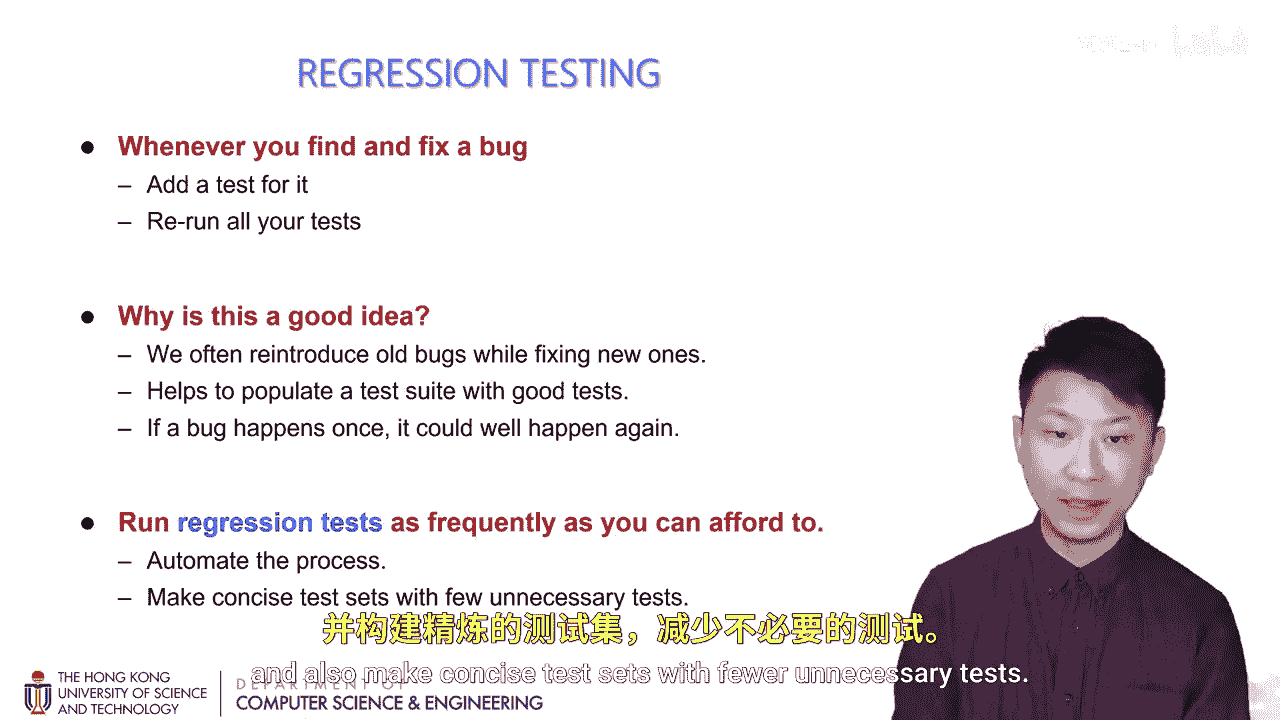 REGRESSION TESTING
● Whenever you find and fix a bug
– Add a test for it
– Re-run all your tests
● Why is this a good idea?
– We often reintroduce old bugs while fixing new ones.
– Helps to populate a test suite with good tests.
– If a bug happens once, it could well happen again.
● Run regression tests as frequently as you can afford to.
– Automate the process.
– Make concise test sets with few unnecessary tests.
并构建精炼的测试集，减少不必要的测试。
and also make concise test sets with fewer unnecessary tests.
THE HONG KONG
UNIVERSITY OF SCIENCE
AND TECHNOLOGY
DEPARTMENT OF
COMPUTER SCIENCE & ENGINEERING